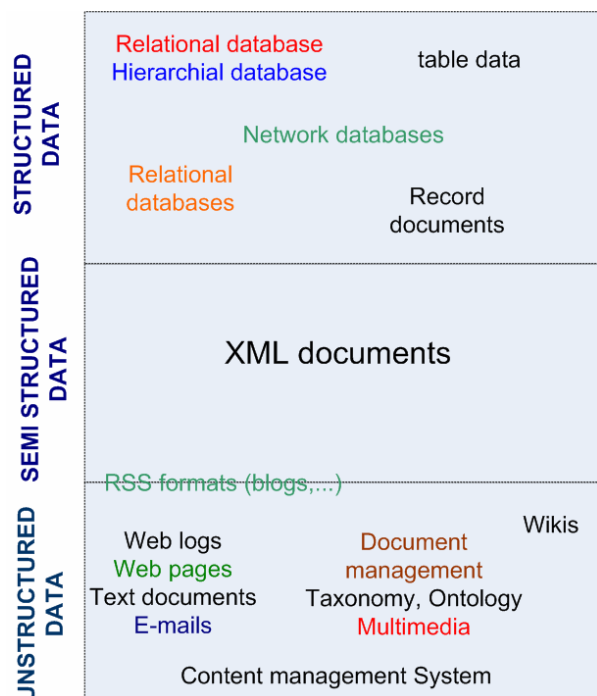 STRUCTURED
DATA
Relational database
Hierarchial database
table data
Network databases
Relational
databases
Record
documents
SEMI STRUCTURED
DATA
XML documents
RSS formats (blogs,...)
UNSTRUCTURED
DATA
Wikis
Web logs
Web pages
Text documents
E-mails
Document
management
Taxonomy, Ontology
Multimedia
Content management System